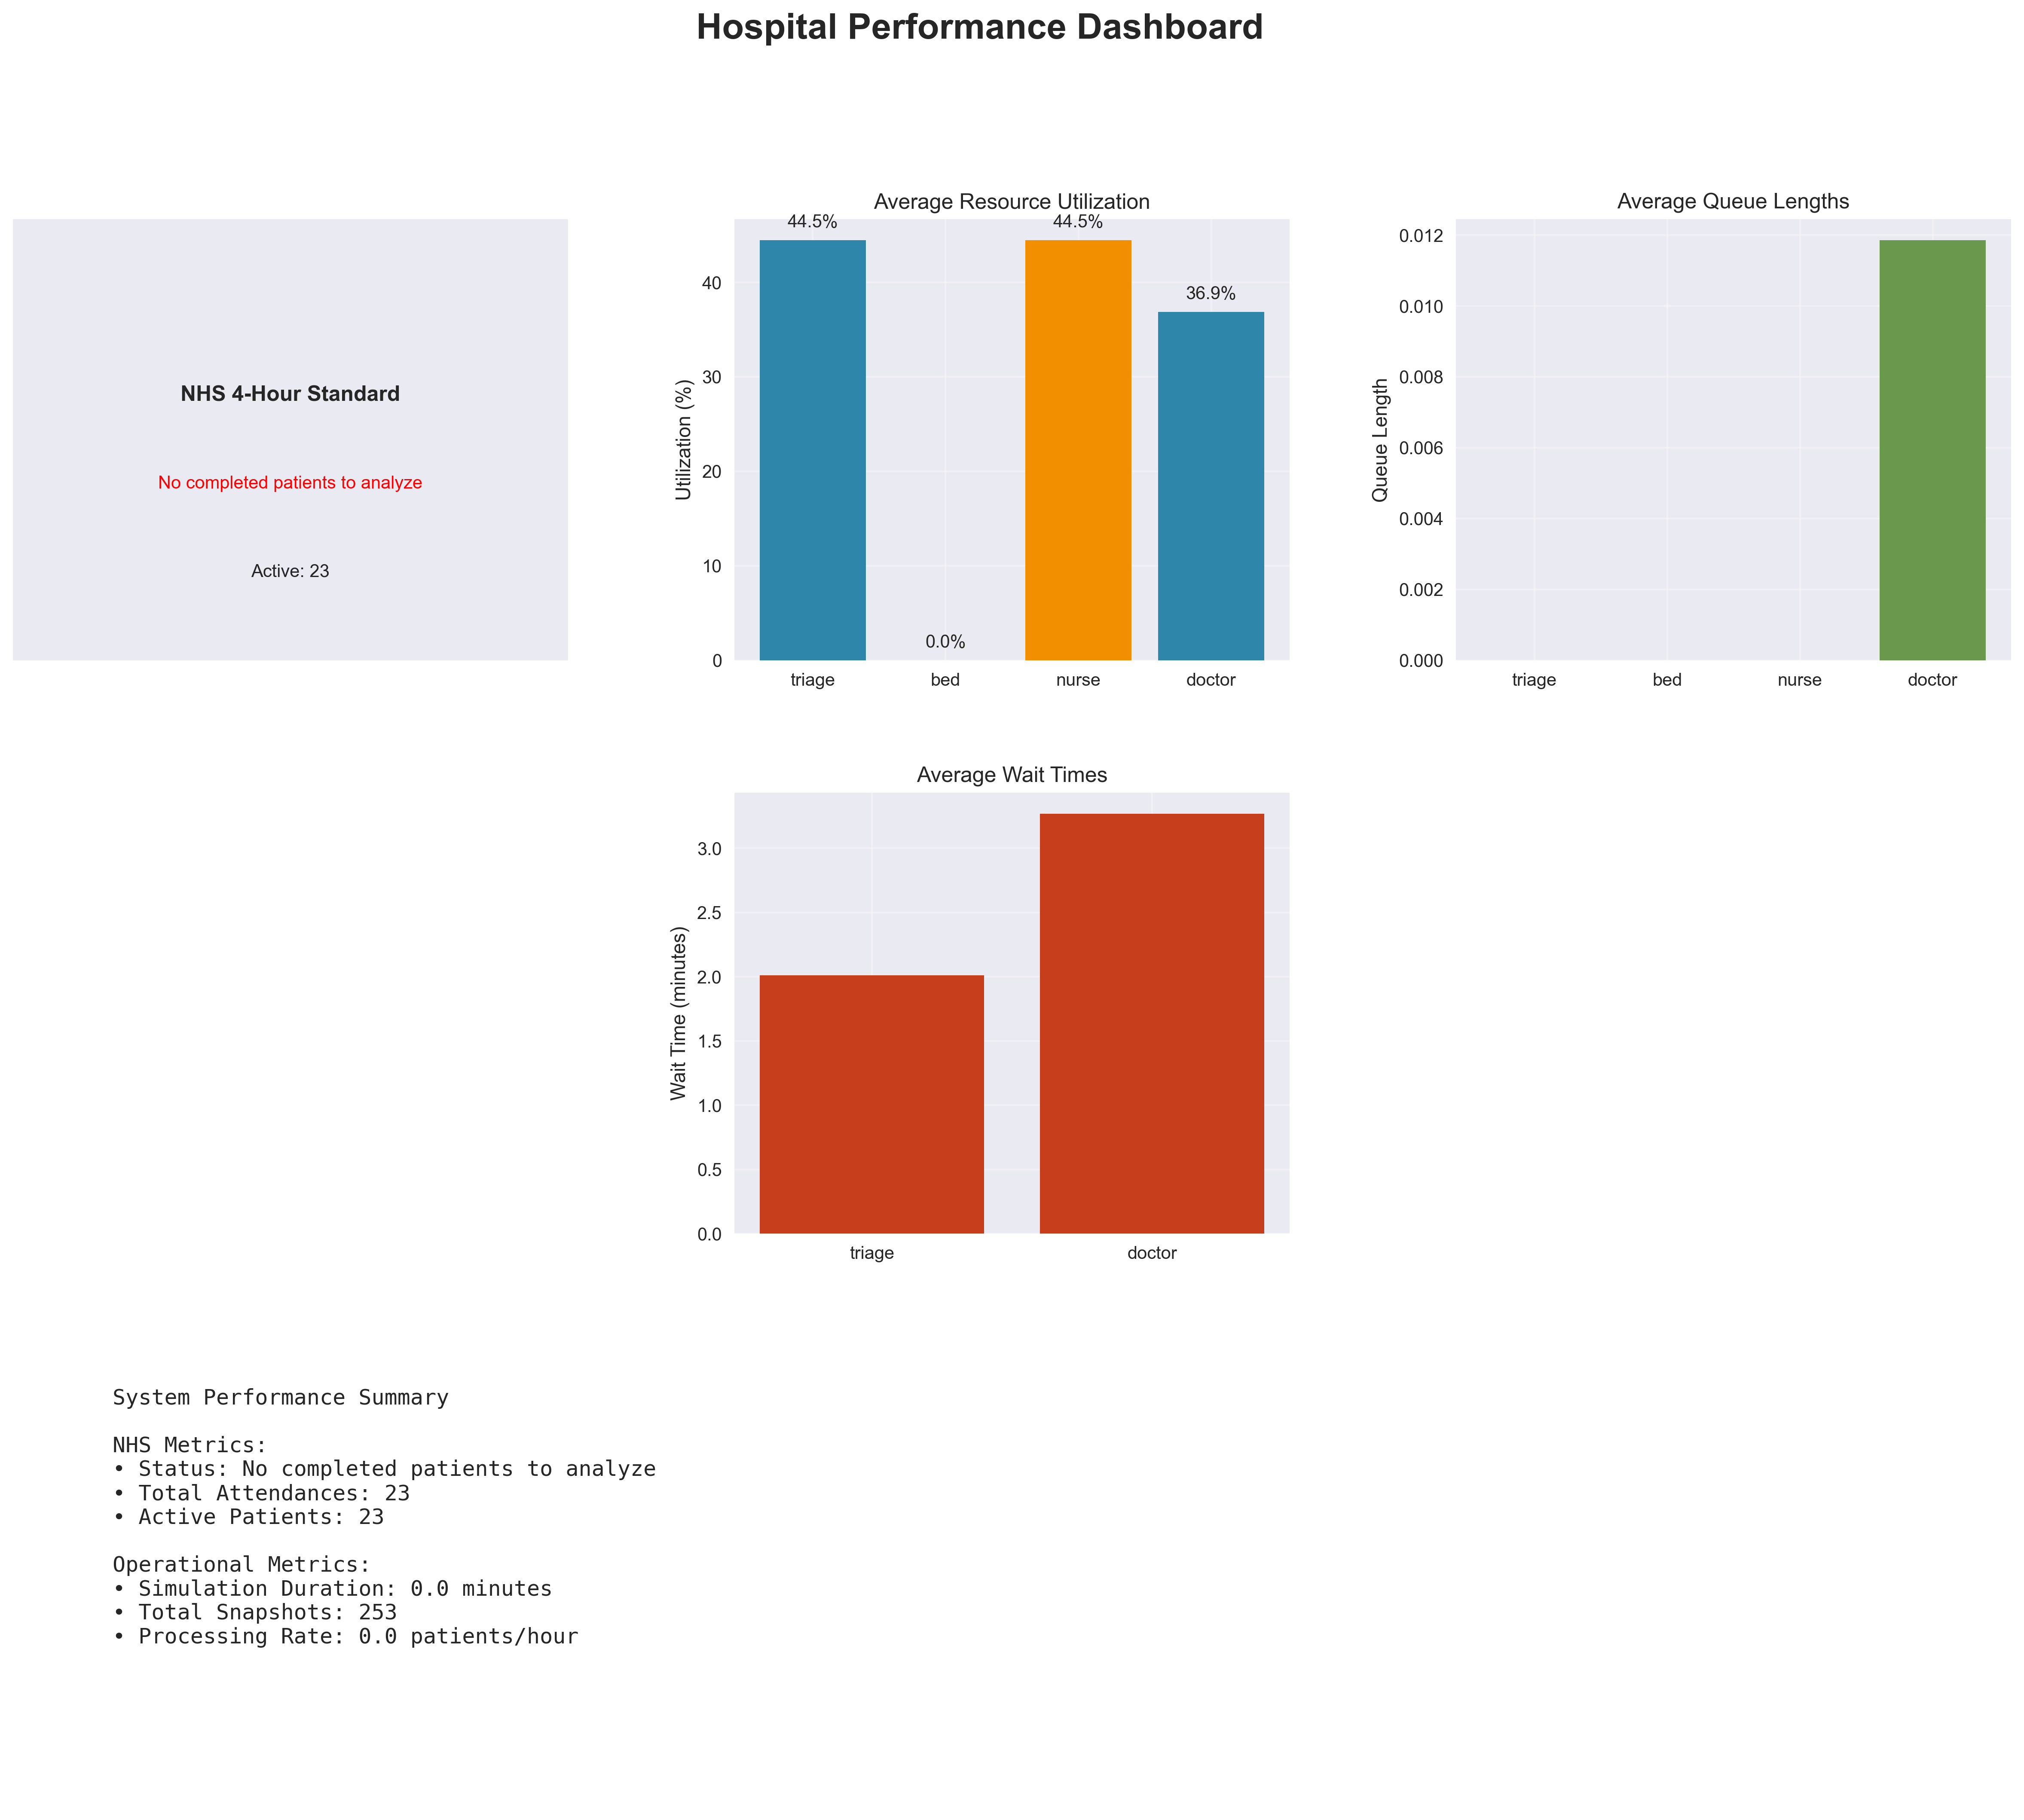 Hospital Performance Dashboard
NHS 4-Hour Standard
No completed patients to analyze
Active: 23
Average Resource Utilization
Utilization (%)
40
30
20
10
0
44.5%
0.0%
44.5%
36.9%
triage
bed
nurse
doctor
Average Queue Lengths
Queue Length
0.012
0.010
0.008
0.006
0.004
0.002
0.000
triage
bed
nurse
doctor
Average Wait Times
Wait Time (minutes)
3.0
2.5
2.0
1.5
1.0
0.5
0.0
triage
doctor
System Performance Summary
NHS Metrics:
• Status: No completed patients to analyze
• Total Attendances: 23
• Active Patients: 23
Operational Metrics:
• Simulation Duration: 0.0 minutes
• Total Snapshots: 253
• Processing Rate: 0.0 patients/hour